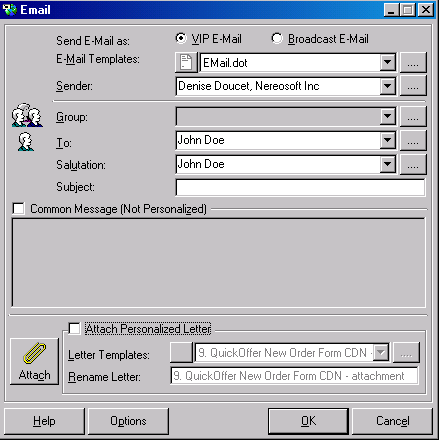 Email
Send E-Mail as: VIP E-Mail Broadcast E-Mail
E-Mail Templates: EMail.dot ....
Sender: Denise Doucet, Nereosoft Inc ....
Group: ....
To: John Doe ....
Salutation: John Doe ....
Subject:
Common Message (Not Personalized)
Attach Personalized Letter
Letter Templates: 9. QuickOffer New Order Form CDN - ....
Attach
Rename Letter: 9. QuickOffer New Order Form CDN - attachment
Help Options OK Cancel